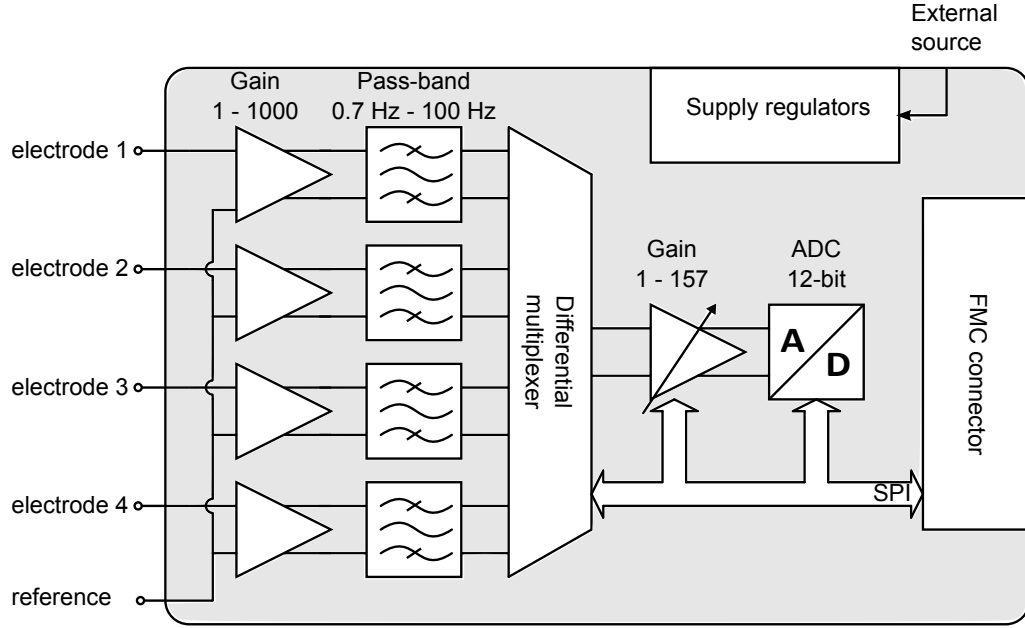 External
source
Gain
1 - 1000
Pass-band
0.7 Hz - 100 Hz
Supply regulators
electrode 1
electrode 2
electrode 3
electrode 4
reference
Differential
multiplexer
Gain
1 - 157
ADC
12-bit
A
D
SPI
FMC connector